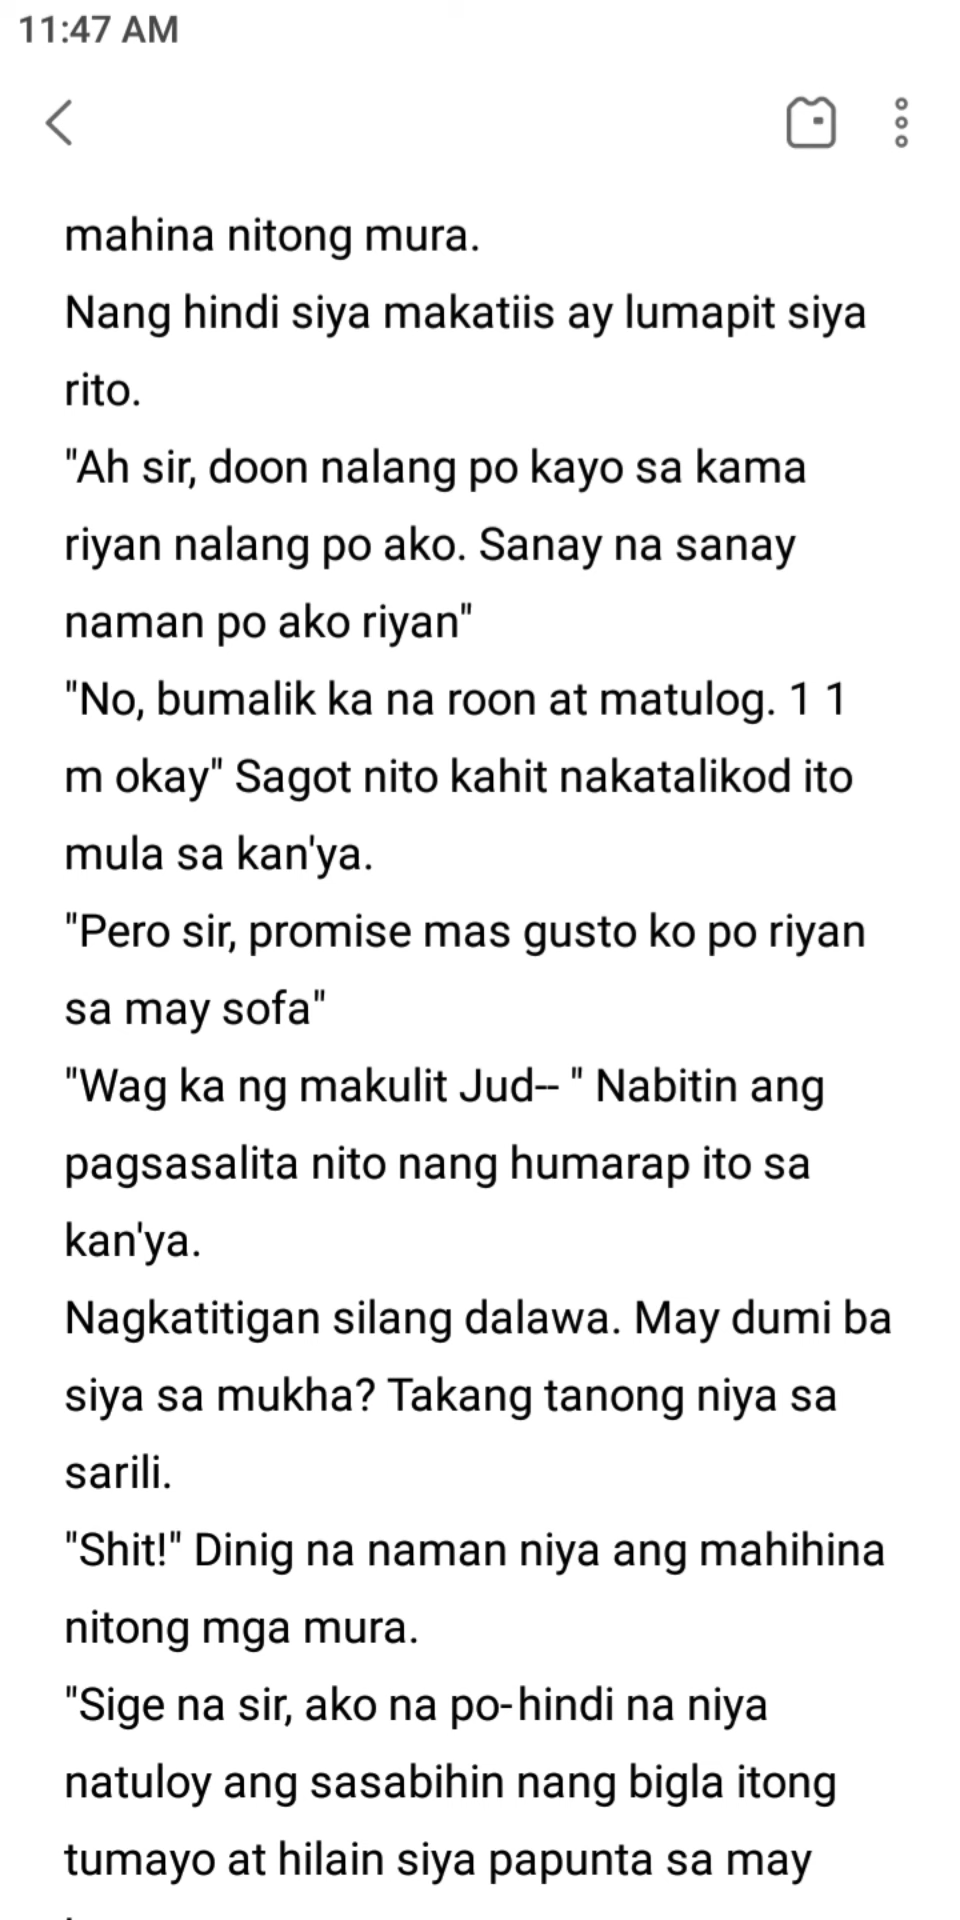 11:47 AM
mahina nitong mura.
Nang hindi siya makatiis ay lumapit siya
rito.
"Ah sir, doon nalang po kayo sa kama
riyan nalang po ako. Sanay na sanay
naman po ako riyan"
"No, bumalik ka na roon at matulog. 1 1
m okay" Sagot nito kahit nakatalikod ito
mula sa kan'ya.
"Pero sir, promise mas gusto ko po riyan
sa may sofa"
"Wag ka ng makulit Jud-- " Nabitin ang
pagsasalita nito nang humarap ito sa
kan'ya.
Nagkatitigan silang dalawa. May dumi ba
siya sa mukha? Takang tanong niya sa
sarili.
"Shit!" Dinig na naman niya ang mahihina
nitong mga mura.
"Sige na sir, ako na po-hindi na niya
natuloy ang sasabihin nang bigla itong
tumayo at hilain siya papunta sa may